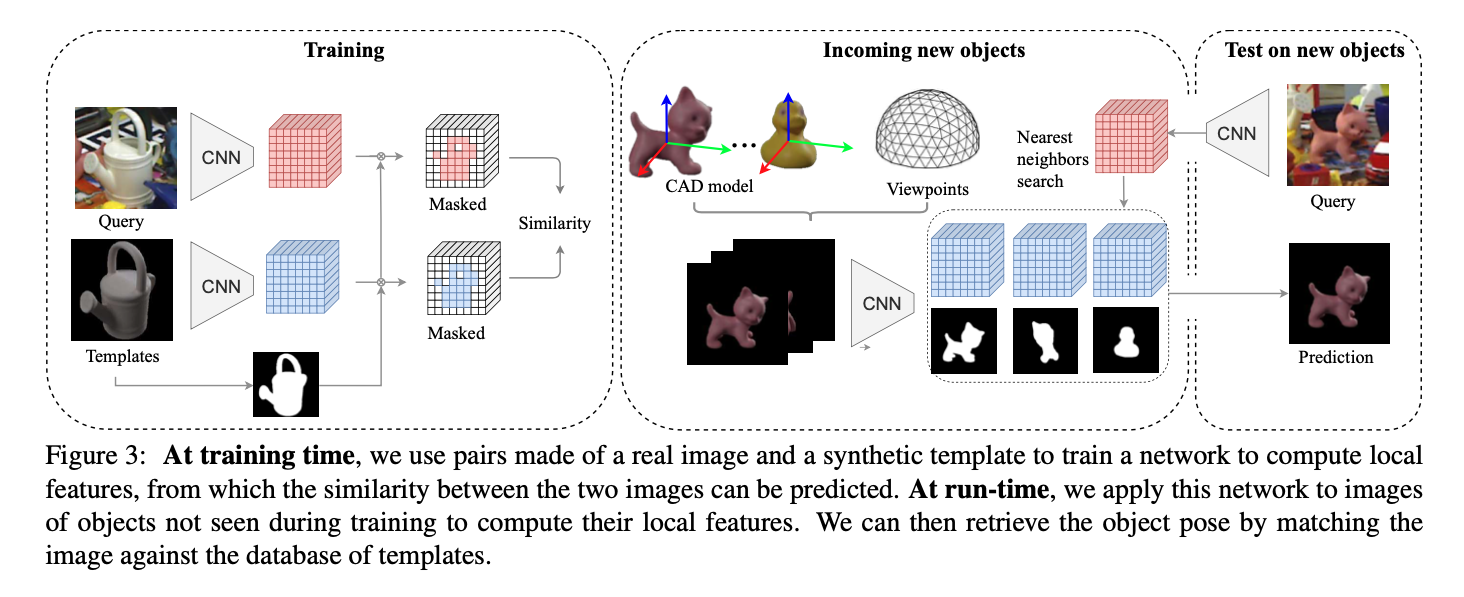 Training
CNN
Query
CNN
Templates
Masked
Similarity
Masked
Incoming new objects
CAD model
...
Viewpoints
Nearest
neighbors
search
CNN
Test on new objects
CNN
Query
Prediction
Figure 3: At training time, we use pairs made of a real image and a synthetic template to train a network to compute local
features, from which the similarity between the two images can be predicted. At run-time, we apply this network to images
of objects not seen during training to compute their local features. We can then retrieve the object pose by matching the
image against the database of templates.